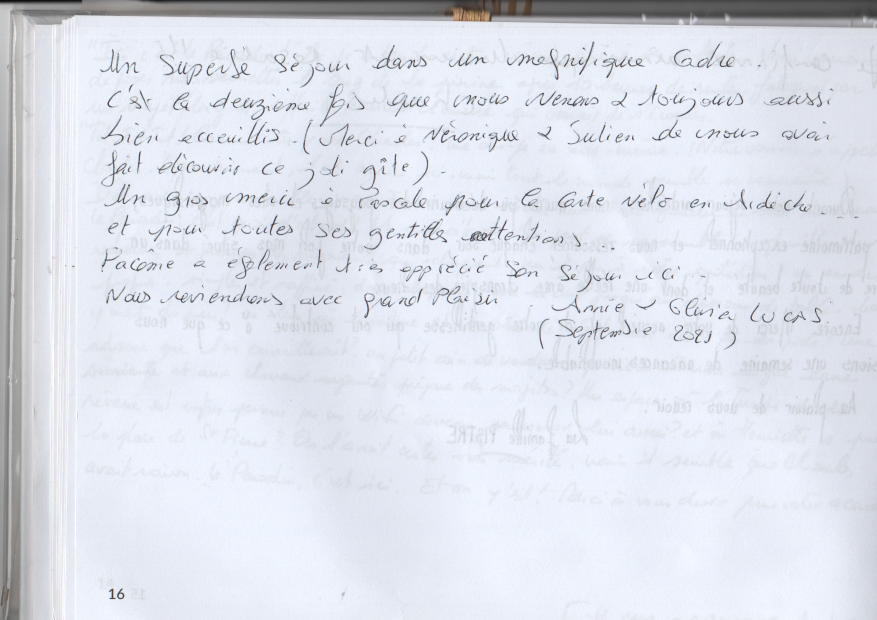 Un Superbe séjour dans un magnifique Cadre.
C'est la deuxième fois que nous venons & toujours aussi
bien acceuillis. (Merci à Véronique & Julien de nous avoir
fait découvrir ce joli gîte).
Un gros merci à Pascale pour la Carte Vélo en Ardèche...
et pour toutes ses gentilles attentions...
Pacôme a également très apprécié Son Séjour ici..
Nous reviendrons avec grand Plaisir
Annie & Olivier LUCAS.
(Septembre 2021)
16